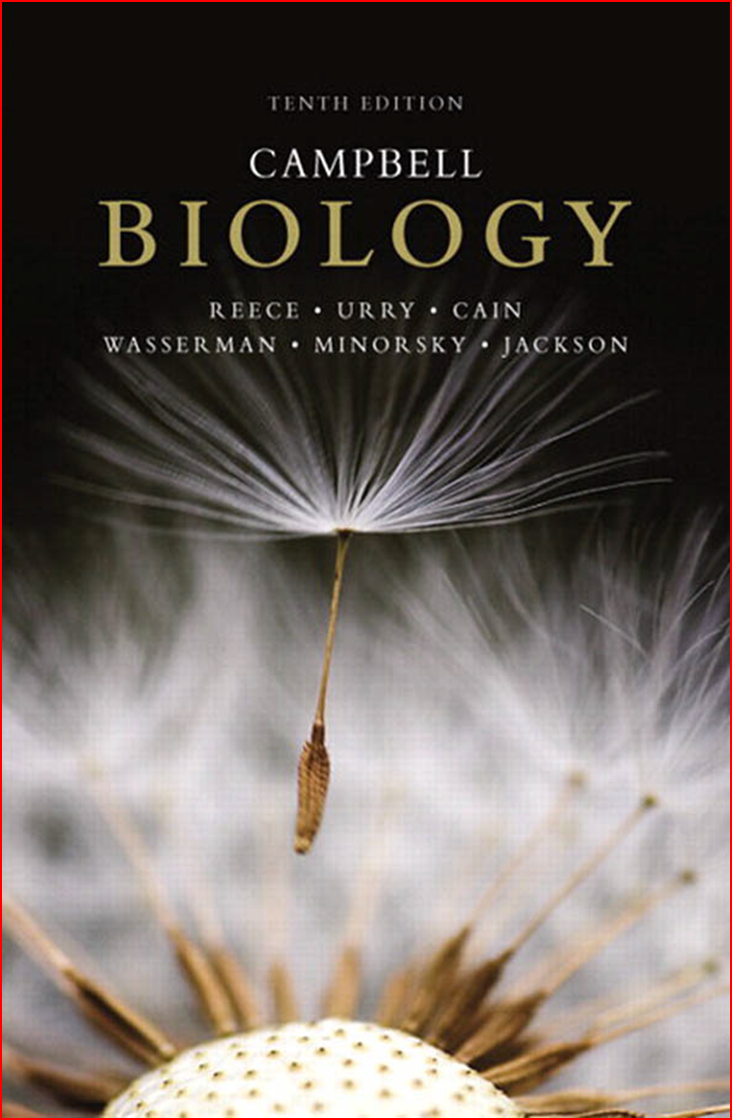 TENTH EDITION
CAMPBELL
BIOLOGY
REECE • URRY • CAIN
WASSERMAN • MINORSKY • JACKSON